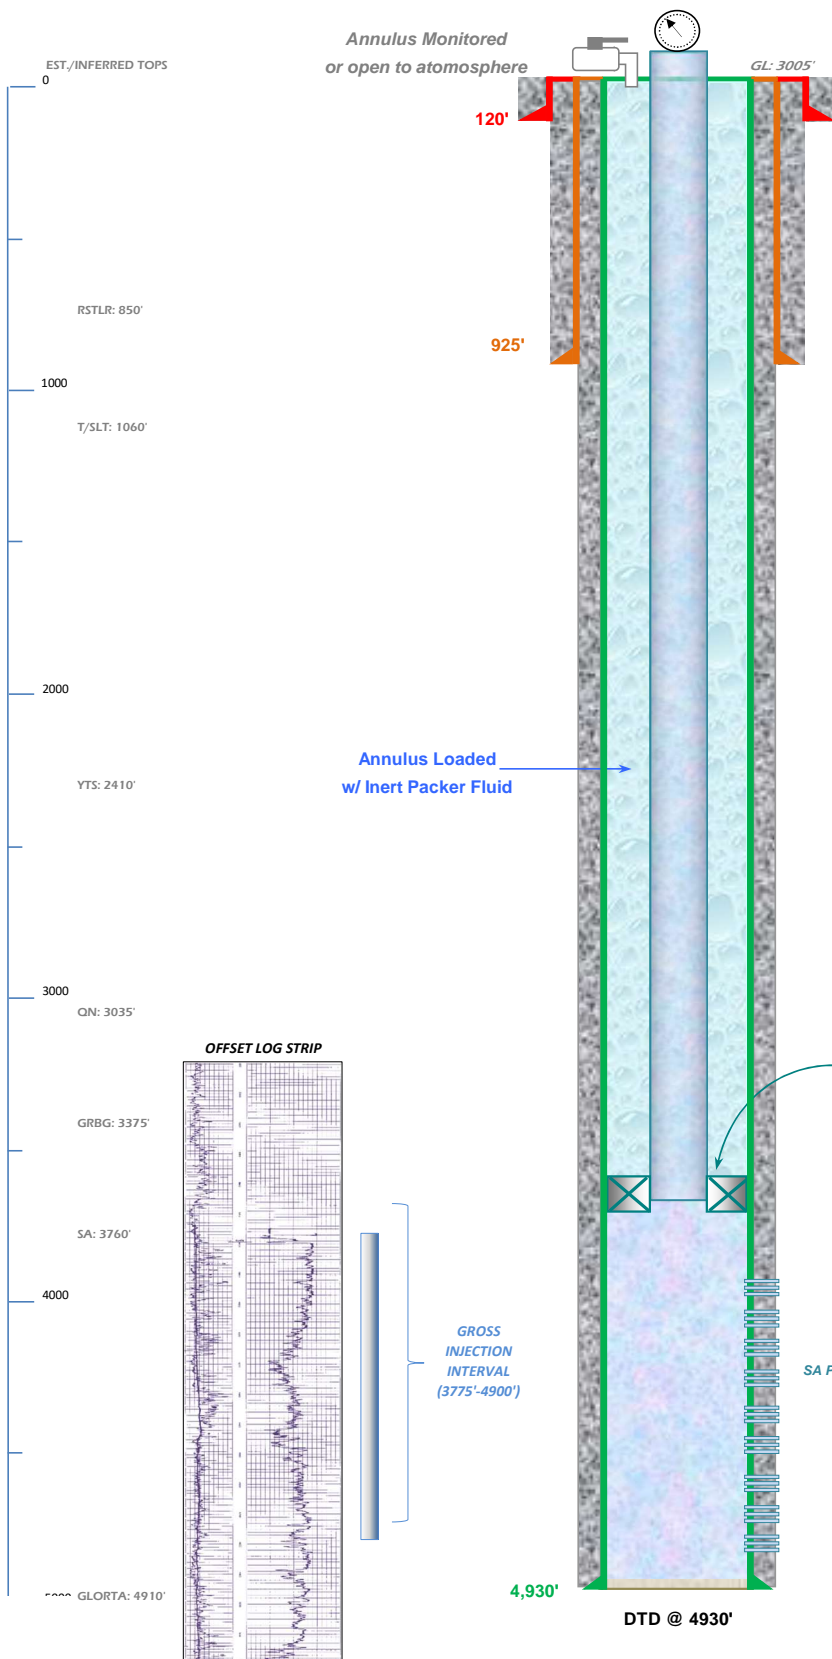 Annulus Monitored
or open to atomosphere
EST./INFERRED TOPS
GL: 3005'
0
120'
RSTLR: 850'
925'
1000
T/SLT: 1060'
2000
Annulus Loaded
w/ Inert Packer Fluid
YTS: 2410'
3000
QN: 3035'
OFFSET LOG STRIP
GRBG: 3375'
SA: 3760'
4000
GROSS
INJECTION
INTERVAL
(3775'-4900')
SA
4,930'
5000
GLORTA: 4910'
DTD @ 4930'